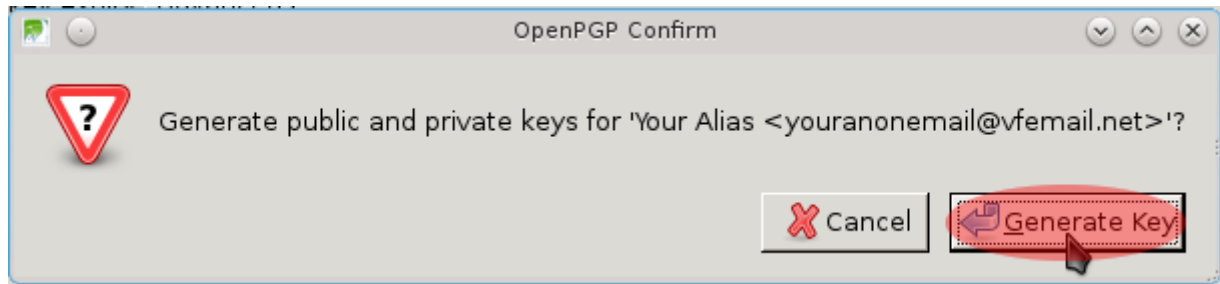 OpenPGP Confirm
?
Generate public and private keys for 'Your Alias <youranonemail@vfemail.net>'?
Cancel
Generate Key